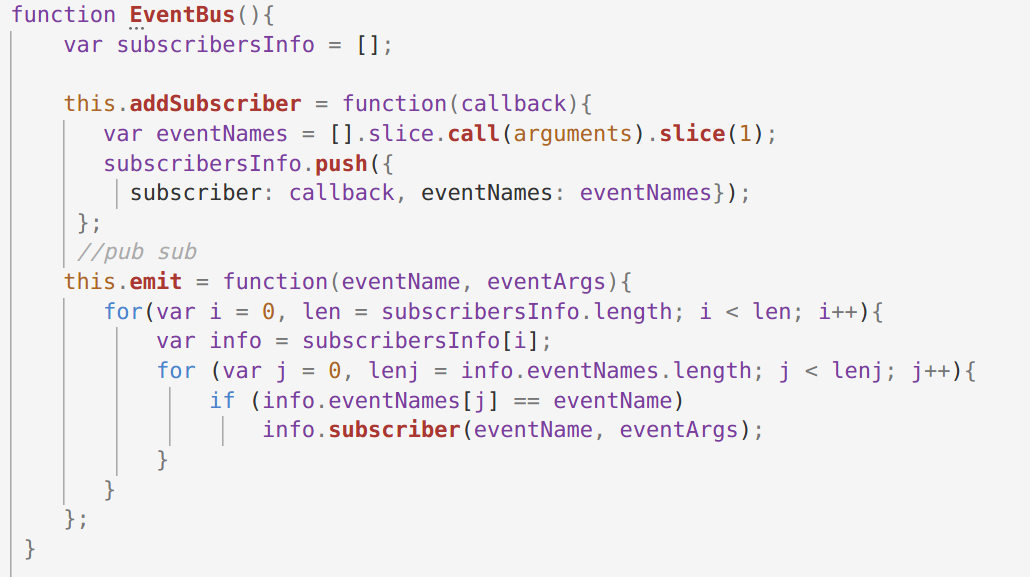 function EventBus(){
    var subscribersInfo = [];

    this.addSubscriber = function(callback){
       var eventNames = [].slice.call(arguments).slice(1);
       subscribersInfo.push({
         subscriber: callback, eventNames: eventNames});
     };
     //pub sub
    this.emit = function(eventName, eventArgs){
       for(var i = 0, len = subscribersInfo.length; i < len; i++){
           var info = subscribersInfo[i];
           for (var j = 0, lenj = info.eventNames.length; j < lenj; j++){
               if (info.eventNames[j] == eventName)
                   info.subscriber(eventName, eventArgs);
           }
       }
    };
 }